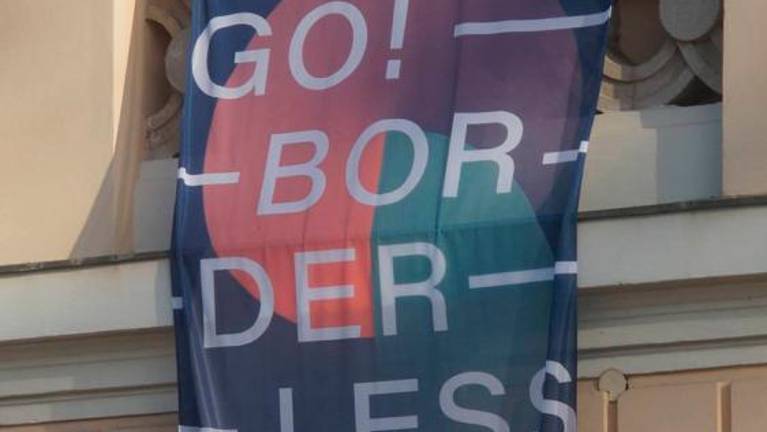 GO! —
— BOR —
DER —
— LESS